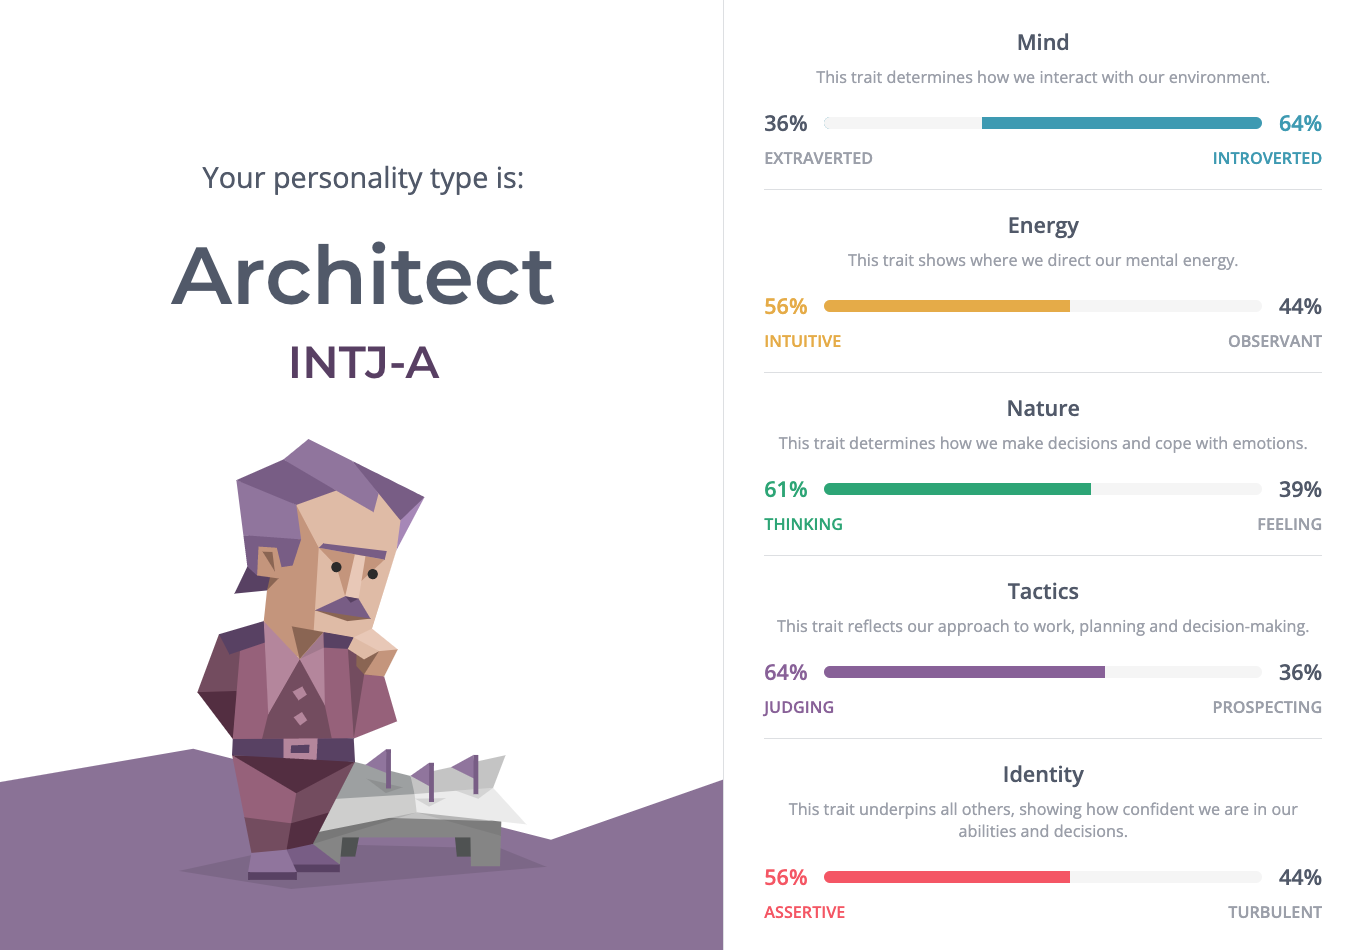 Your personality type is:
Architect
INTJ-A
Mind
This trait determines how we interact with our environment.
36% 64%
EXTRAVERTED INTROVERTED
Energy
This trait shows where we direct our mental energy.
56% 44%
INTUITIVE OBSERVANT
Nature
This trait determines how we make decisions and cope with emotions.
61% 39%
THINKING FEELING
Tactics
This trait reflects our approach to work, planning and decision-making.
64% 36%
JUDGING PROSPECTING
Identity
This trait underpins all others, showing how confident we are in our
abilities and decisions.
56% 44%
ASSERTIVE TURBULENT